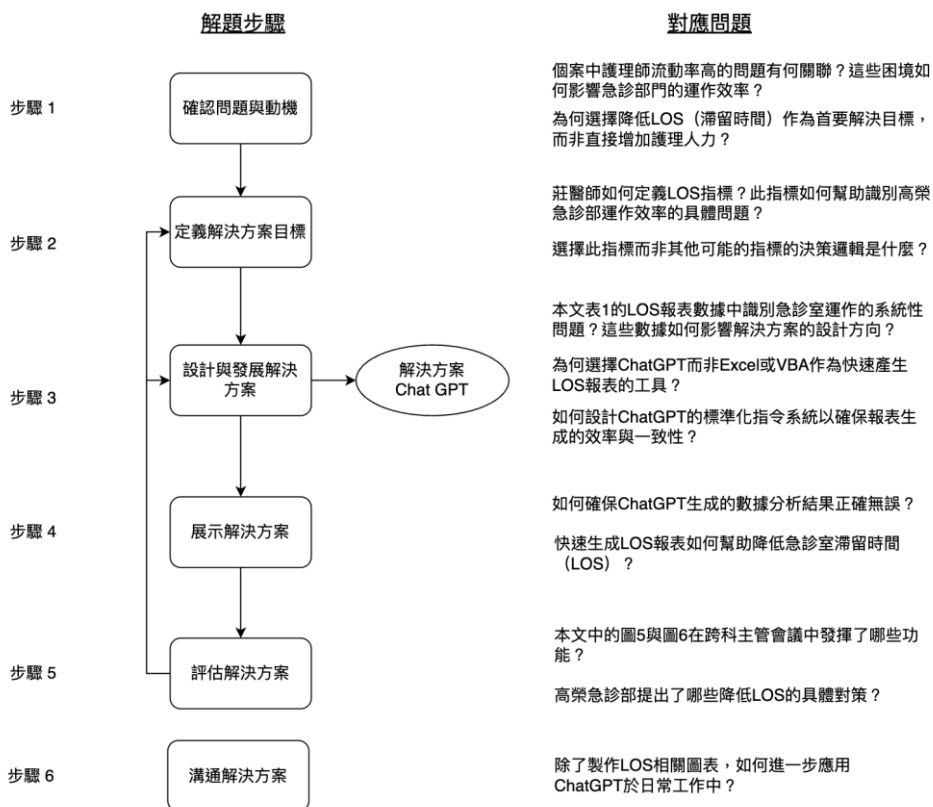 解題步驟
對應問題
步驟 1
確認問題與動機
個案中護理師流動率高的問題有何關聯？這些困境如
何影響急診部門的運作效率？
為何選擇降低LOS（滯留時間）作為首要解決目標，
而非直接增加護理人力？
步驟 2
定義解決方案目標
莊醫師如何定義LOS指標？此指標如何幫助識別高榮
急診部運作效率的具體問題？
選擇此指標而非其他可能的指標的決策邏輯是什麼？
步驟 3
設計與發展解決
方案
解決方案
Chat GPT
本文表1的LOS報表數據中識別急診室運作的系統性
問題？這些數據如何影響解決方案的設計方向？
為何選擇ChatGPT而非Excel或VBA作為快速產生
LOS報表的工具？
如何設計ChatGPT的標準化指令系統以確保報表生
成的效率與一致性？
步驟 4
展示解決方案
如何確保ChatGPT生成的數據分析結果正確無誤？
快速生成LOS報表如何幫助降低急診室滯留時間
（LOS）？
步驟 5
評估解決方案
本文中的圖5與圖6在跨科主管會議中發揮了哪些功
能？
高榮急診部提出了哪些降低LOS的具體對策？
步驟 6
溝通解決方案
除了製作LOS相關圖表，如何進一步應用
ChatGPT於日常工作中？